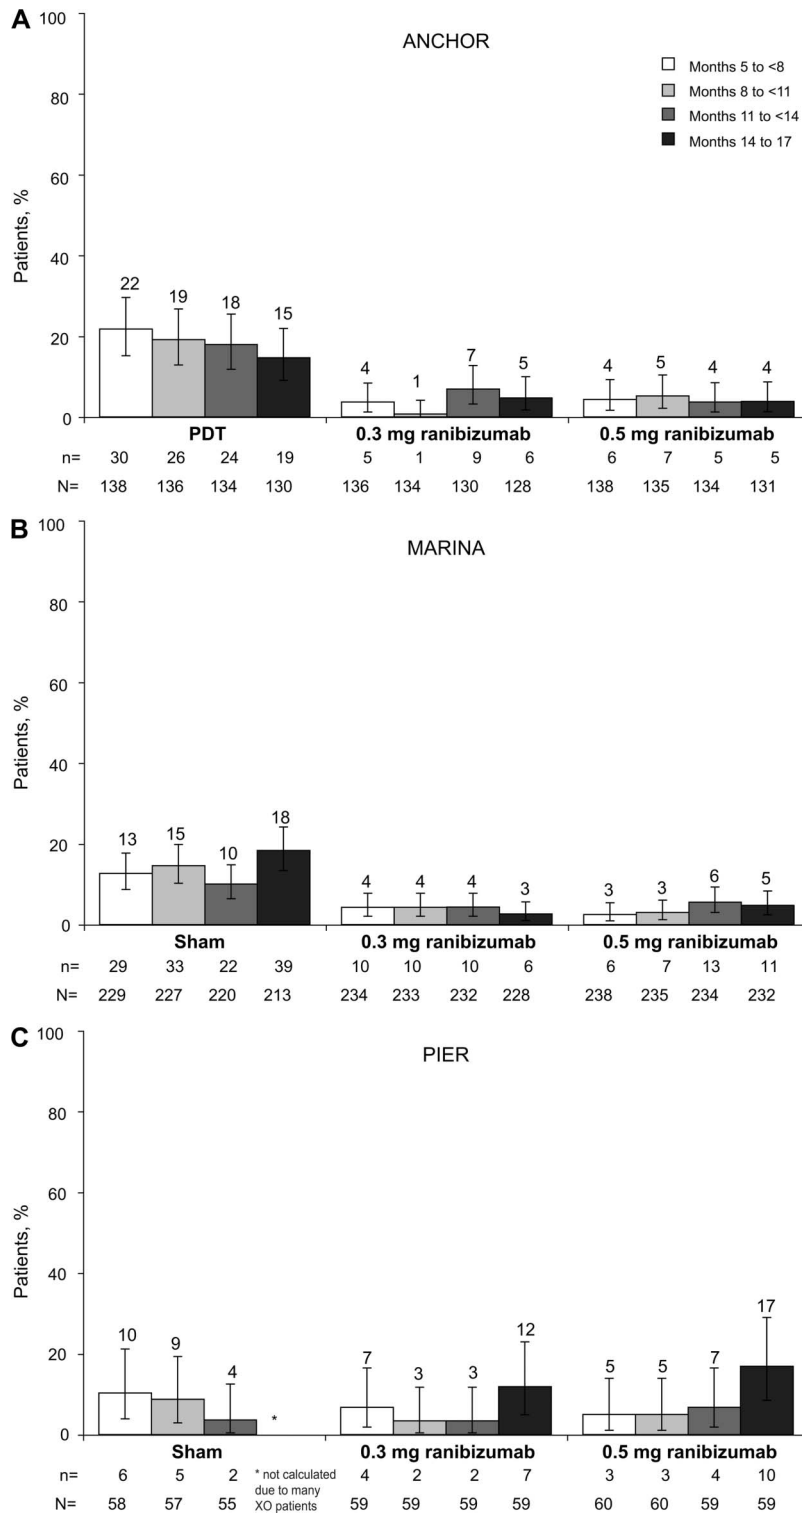 A
ANCHOR
100
80
60
40
20
0
Patients, %
Months 5 to <8
Months 8 to <11
Months 11 to <14
Months 14 to 17
22 19 18 15 4 1 7 5 4 5 4 4
PDT 0.3 mg ranibizumab 0.5 mg ranibizumab
n= 30 26 24 19 5 1 9 6 6 7 5 5
N= 138 136 134 130 136 134 130 128 138 135 134 131
B
MARINA
100
80
60
40
20
0
Patients, %
13 15 10 18 4 4 4 3 3 3 6 5
Sham 0.3 mg ranibizumab 0.5 mg ranibizumab
n= 29 33 22 39 10 10 10 6 6 7 13 11
N= 229 227 220 213 234 233 232 228 238 235 234 232
C
PIER
100
80
60
40
20
0
Patients, %
10 9 4 * 7 3 3 12 5 5 7 17
Sham 0.3 mg ranibizumab 0.5 mg ranibizumab
n= 6 5 2 4 2 2 7 3 3 4 10
* not calculated
due to many
XO patients
N= 58 57 55 59 59 59 59 60 60 59 59